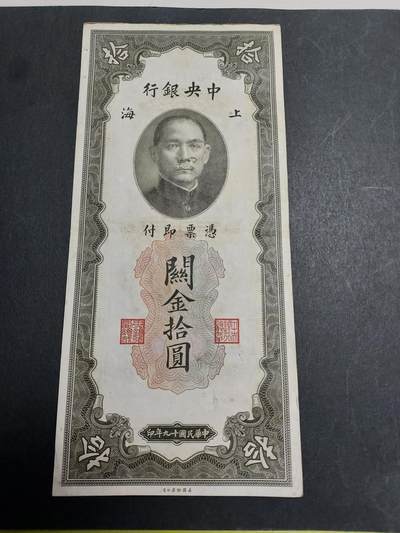 拾 拾
中央銀行
上海
憑票即付
關金拾圓
中華民國十九年印
拾 拾